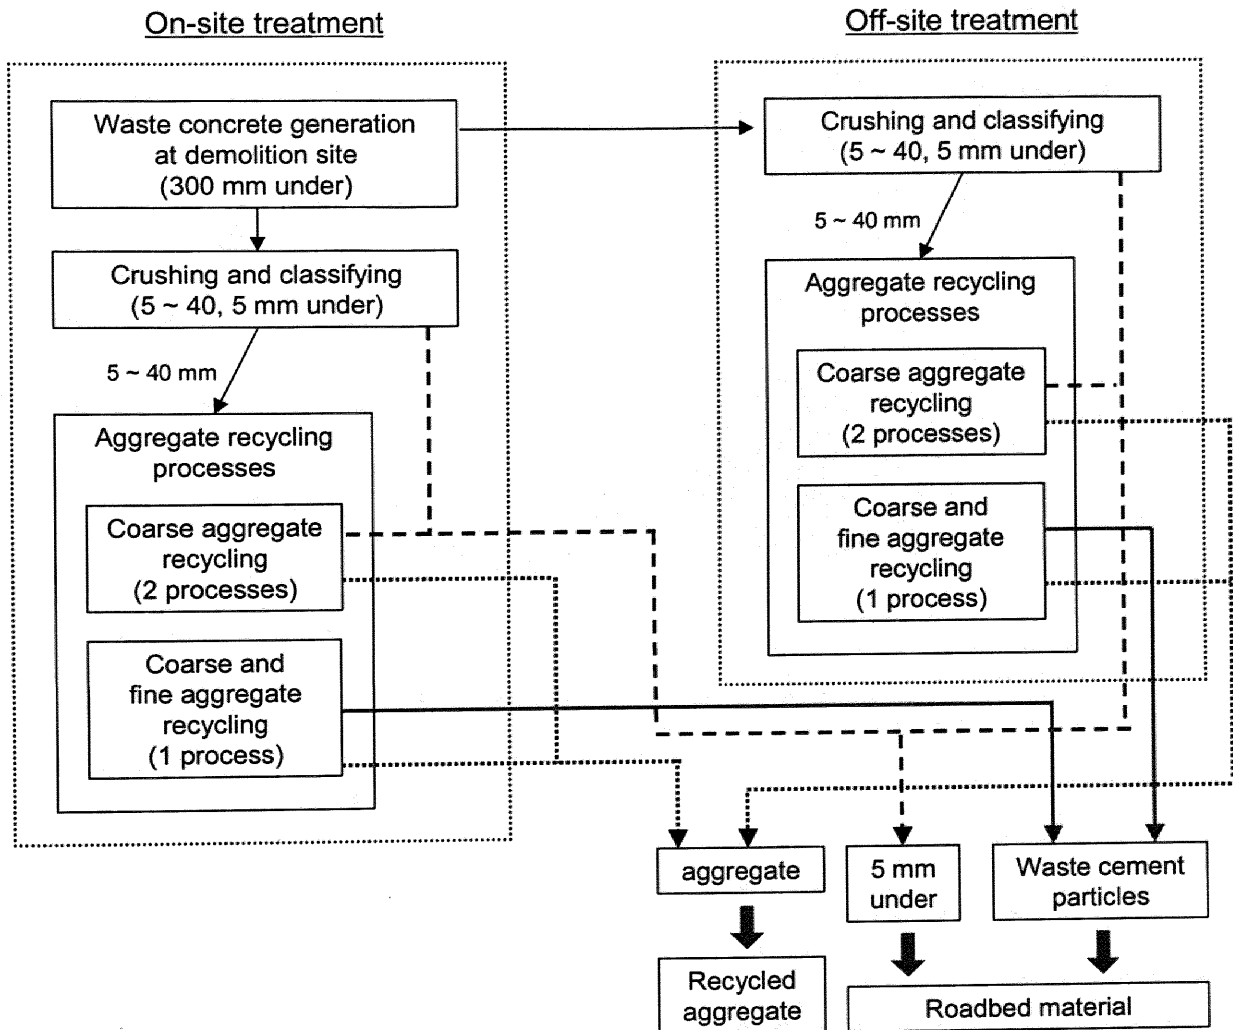 On-site treatment
Off-site treatment
Waste concrete generation
at demolition site
(300 mm under)
Crushing and classifying
(5 ~ 40, 5 mm under)
5 ~ 40 mm
Aggregate recycling
processes
Coarse aggregate
recycling
(2 processes)
Coarse and
fine aggregate
recycling
(1 process)
Crushing and classifying
(5 ~ 40, 5 mm under)
5 ~ 40 mm
Aggregate recycling
processes
Coarse aggregate
recycling
(2 processes)
Coarse and
fine aggregate
recycling
(1 process)
aggregate
5 mm
under
Waste cement
particles
Recycled
aggregate
Roadbed material